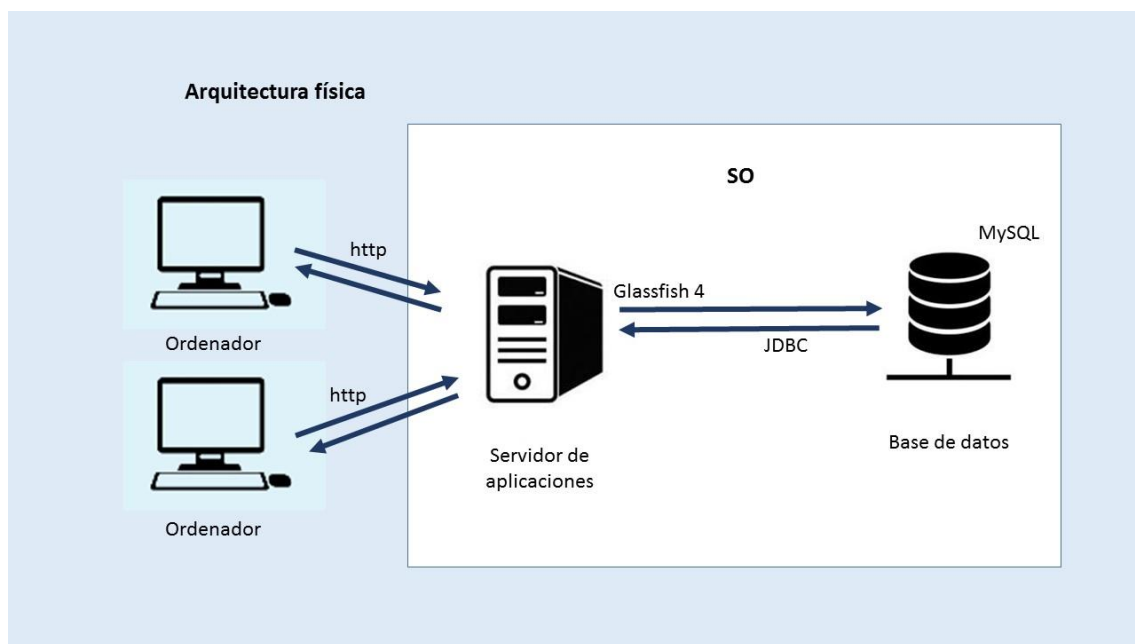 Arquitectura física
SO
MySQL
http
Glassfish 4
JDBC
Ordenador
http
Servidor de
aplicaciones
Base de datos
Ordenador